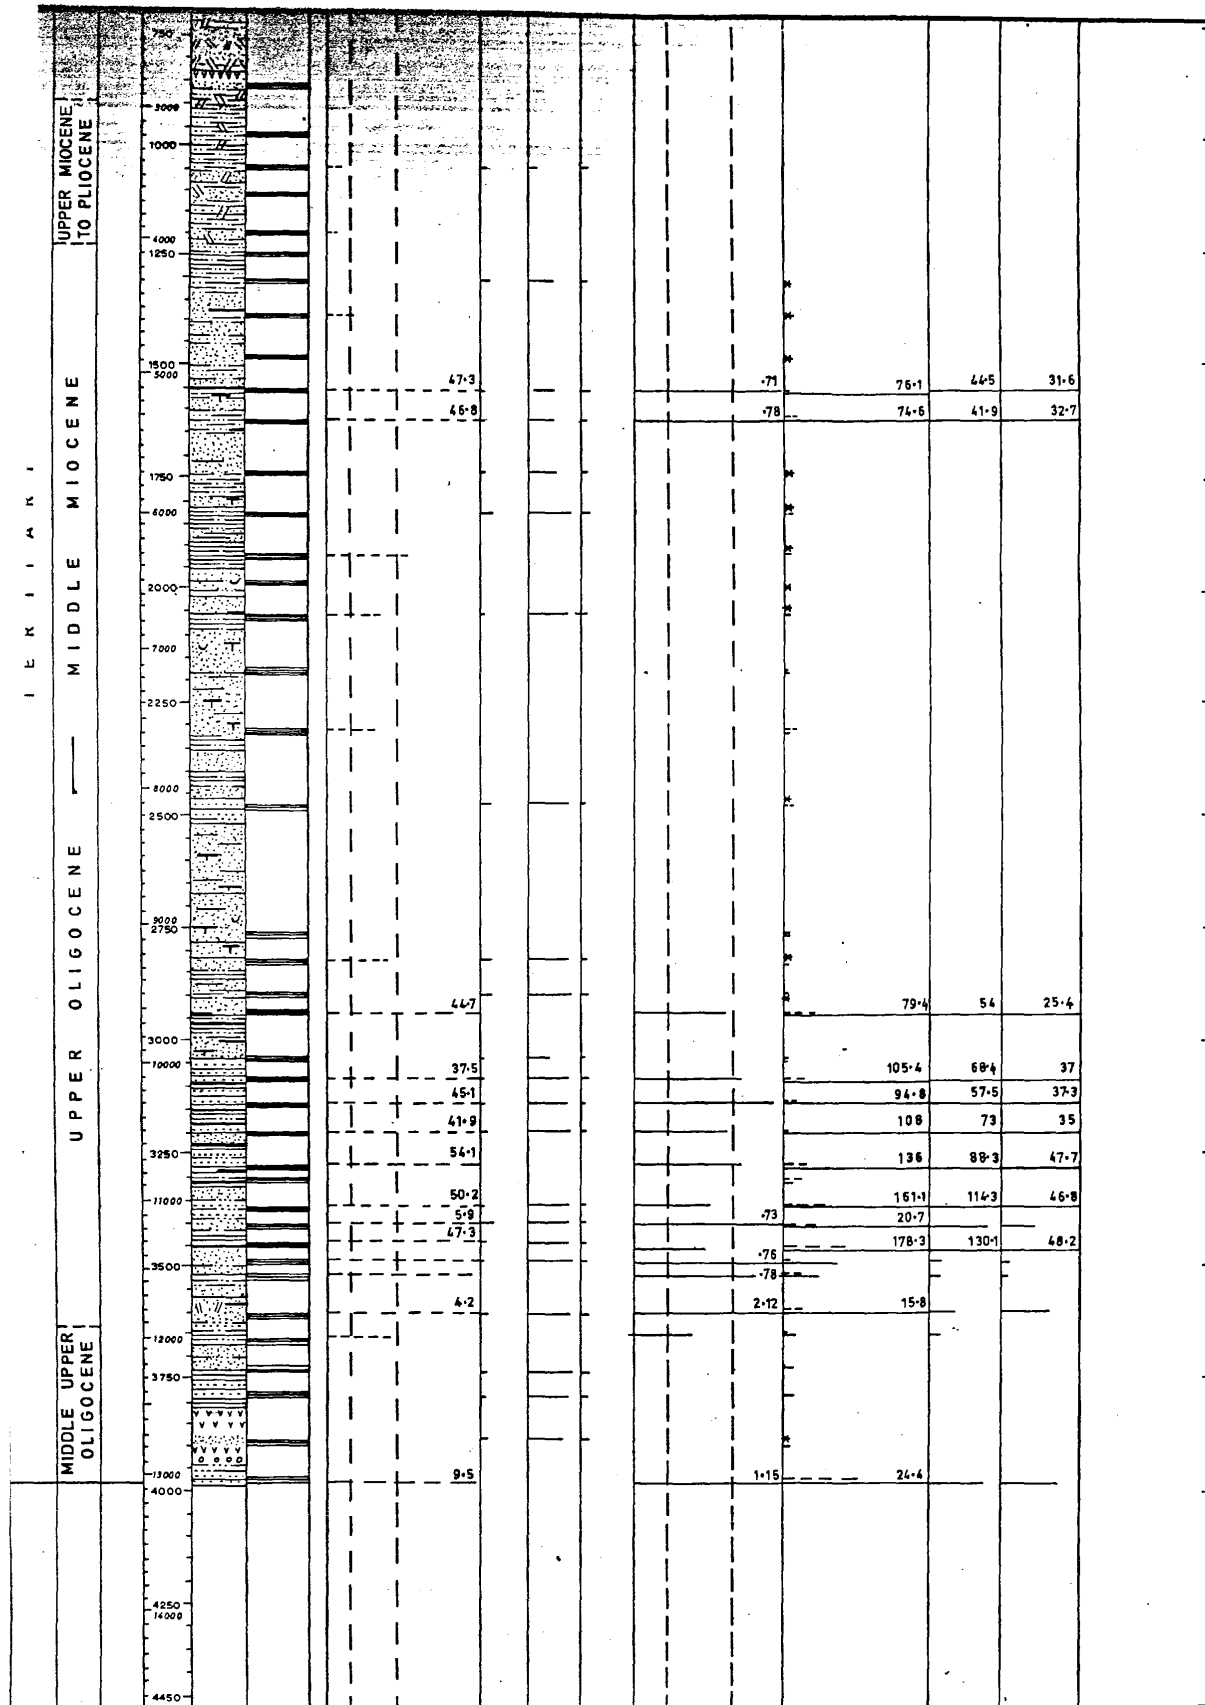 750
3000
1000
UPPER MIOCENE
TO PLIOCENE
4000
1250
1500
5000
47.3 .71 76.1 44.5 31.6
46.8 .78 74.6 41.9 32.7
1750
6000
TERTIARY
UPPER OLIGOCENE — MIDDLE MIOCENE
2000
7000
2250
8000
2500
9000
2750
44.7 79.4 54 25.4
3000
10000
37.5 105.4 68.4 37
45.1 94.8 57.5 37.3
41.9 108 73 35
3250
54.1 136 88.3 47.7
11000
50.2 161.1 114.3 46.8
5.9 .73 20.7
47.3 178.3 130.1 48.2
3500
.76
.78
4.2 2.12 15.8
12000
MIDDLE UPPER
OLIGOCENE
3750
13000
9.5 1.15 24.4
4000
4250
14000
4450